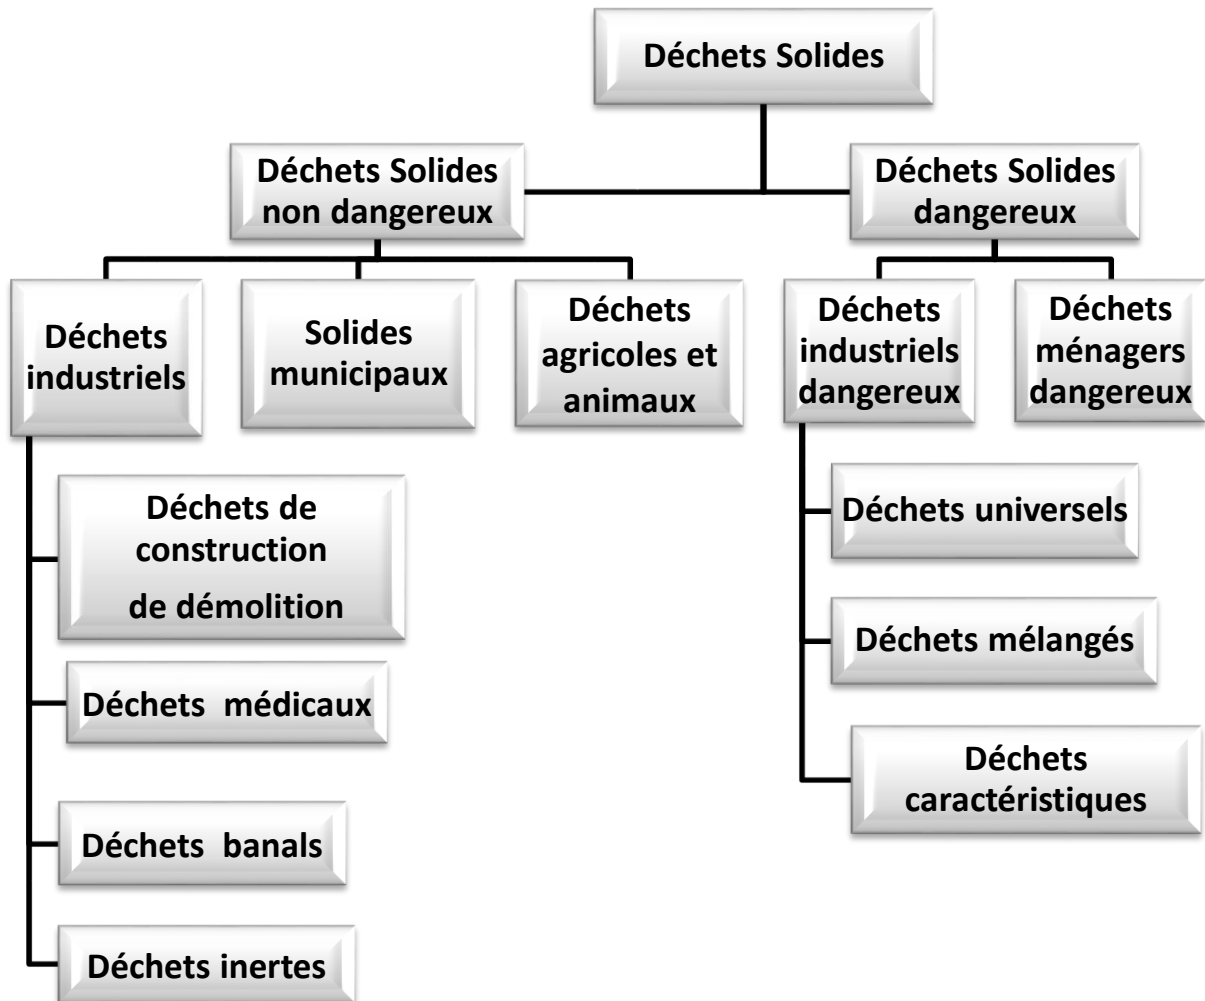 Déchets Solides
Déchets Solides
non dangereux
Déchets Solides
dangereux
Déchets
industriels
Solides
municipaux
Déchets
agricoles et
animaux
Déchets
industriels
dangereux
Déchets
ménagers
dangereux
Déchets de
construction
de démolition
Déchets médicaux
Déchets banals
Déchets inertes
Déchets universels
Déchets mélangés
Déchets
caractéristiques